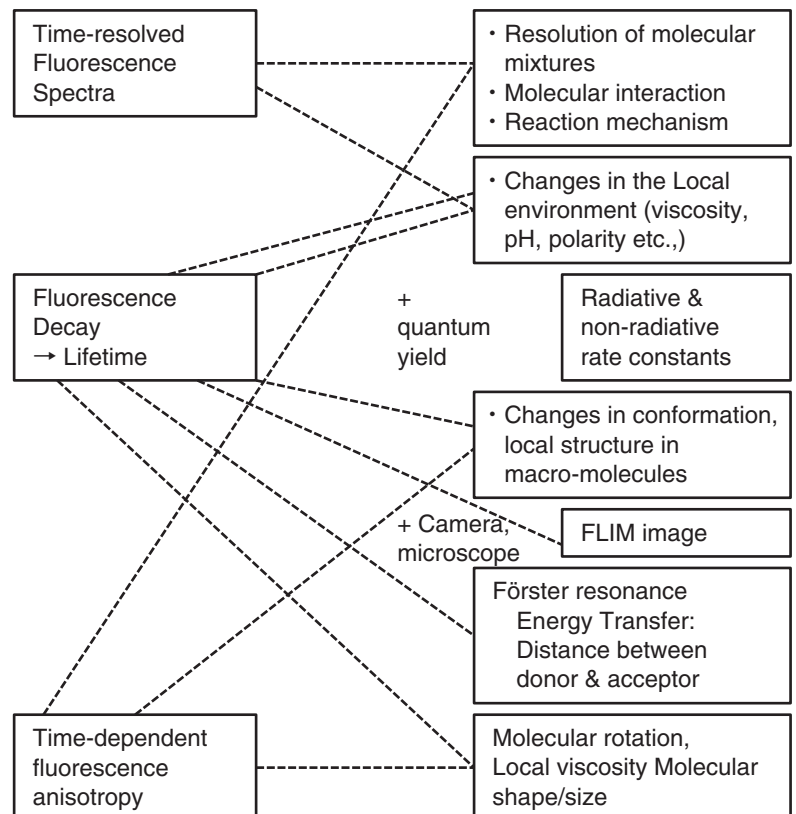 Time-resolved
Fluorescence
Spectra
・Resolution of molecular
mixtures
・Molecular interaction
・Reaction mechanism
・Changes in the Local
environment (viscosity,
pH, polarity etc.,)
Fluorescence
Decay
→ Lifetime
+
quantum
yield
Radiative &
non-radiative
rate constants
・Changes in conformation,
local structure in
macro-molecules
+ Camera,
microscope
FLIM image
Förster resonance
Energy Transfer:
Distance between
donor & acceptor
Time-dependent
fluorescence
anisotropy
Molecular rotation,
Local viscosity Molecular
shape/size